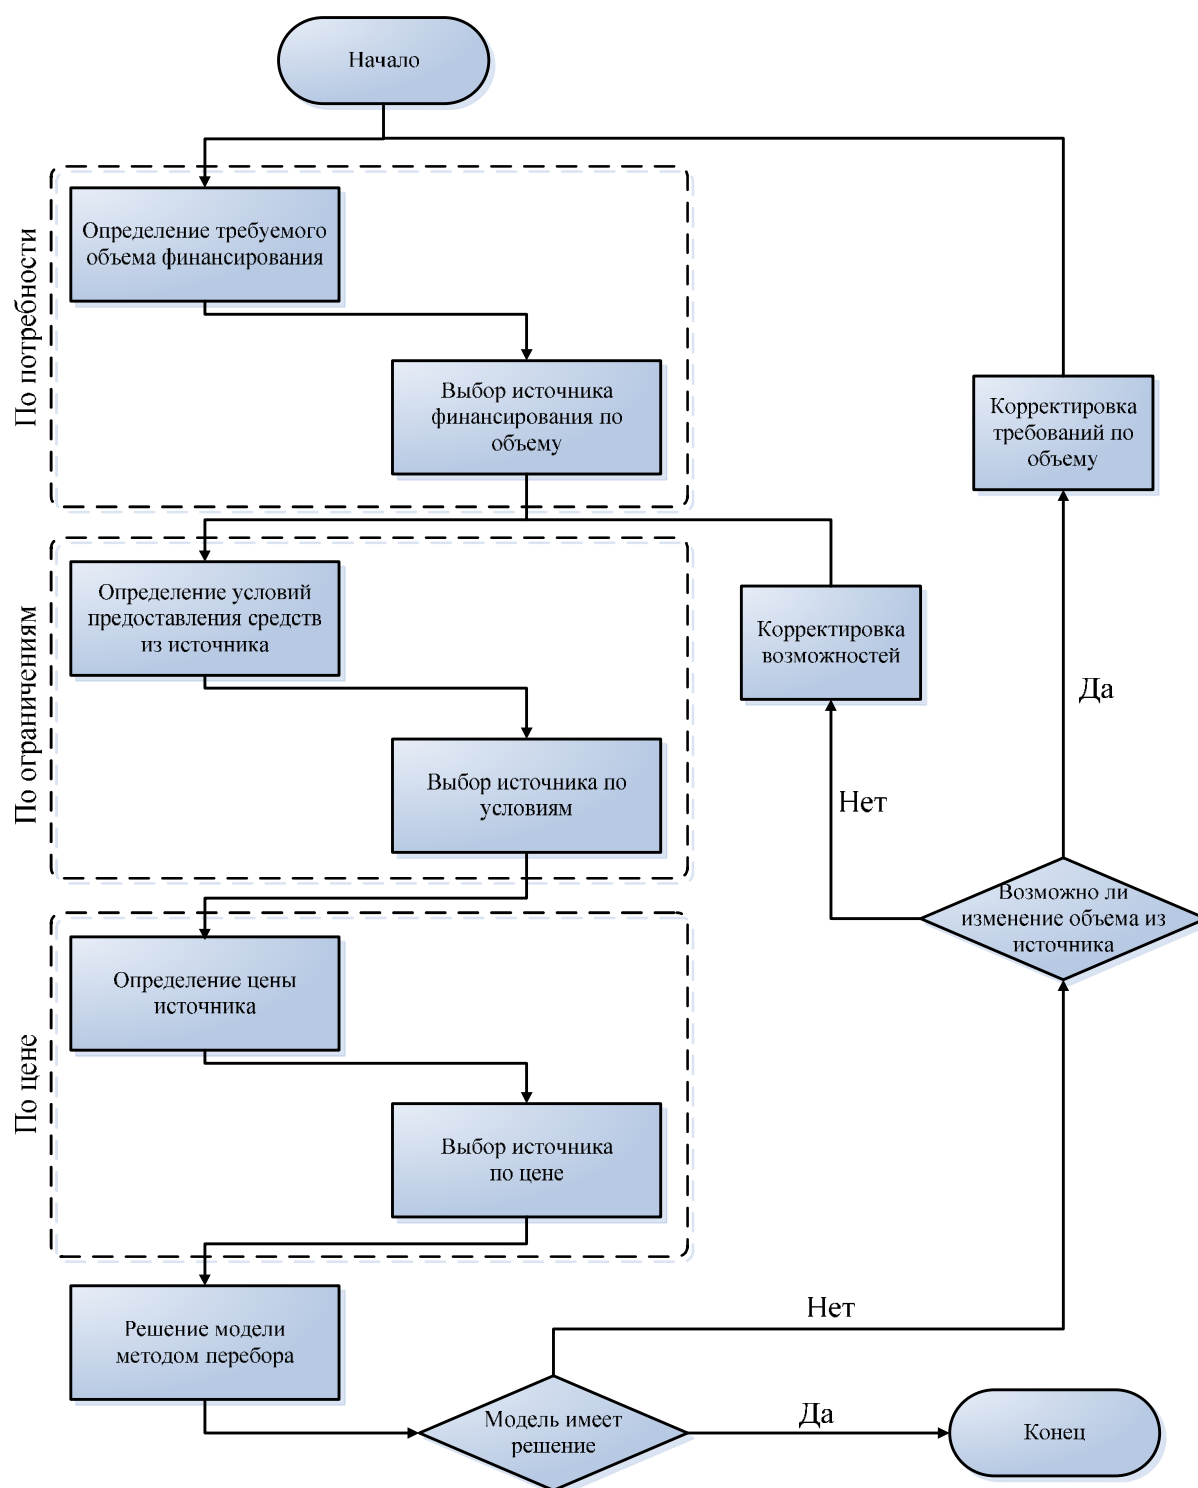 Начало
По потребности
Определение требуемого
объема финансирования
Выбор источника
финансирования по
объему
Корректировка
требований по
объему
По ограничениям
Определение условий
предоставления средств
из источника
Корректировка
возможностей
Да
Выбор источника по
условиям
Нет
Возможно ли
изменение объема из
источника
По цене
Определение цены
источника
Выбор источника
по цене
Решение модели
методом перебора
Нет
Модель имеет
решение
Да
Конец